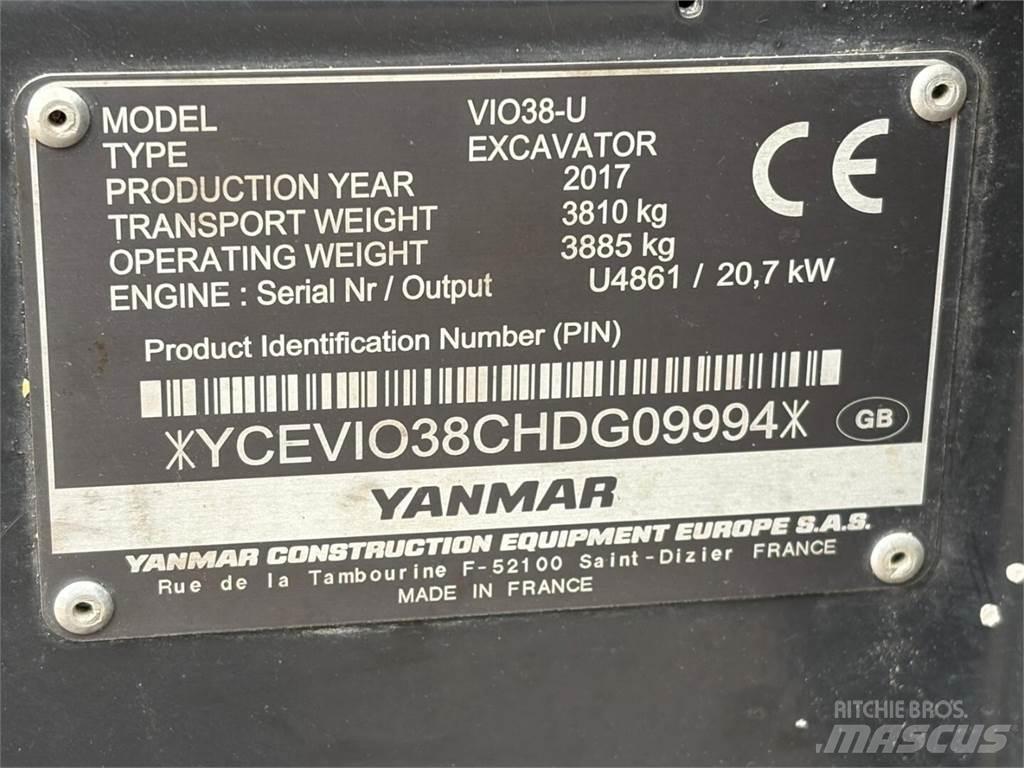 MODEL VIO38-U
TYPE EXCAVATOR
PRODUCTION YEAR 2017
TRANSPORT WEIGHT 3810 kg
OPERATING WEIGHT 3885 kg
ENGINE : Serial Nr / Output U4861 / 20,7 kW
CE
Product Identification Number (PIN)
*YCEVIO38CHDG09994*
GB
YANMAR
YANMAR CONSTRUCTION EQUIPMENT EUROPE S.A.S.
Rue de la Tambourine F-52100 Saint-Dizier FRANCE
MADE IN FRANCE
RITCHIE BROS.
MASCUS